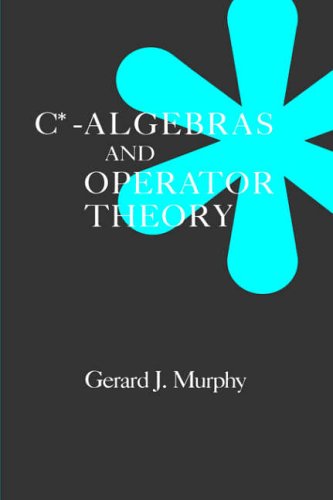 C* -ALGEBRAS
AND
OPERATOR
THEORY
Gerard J. Murphy